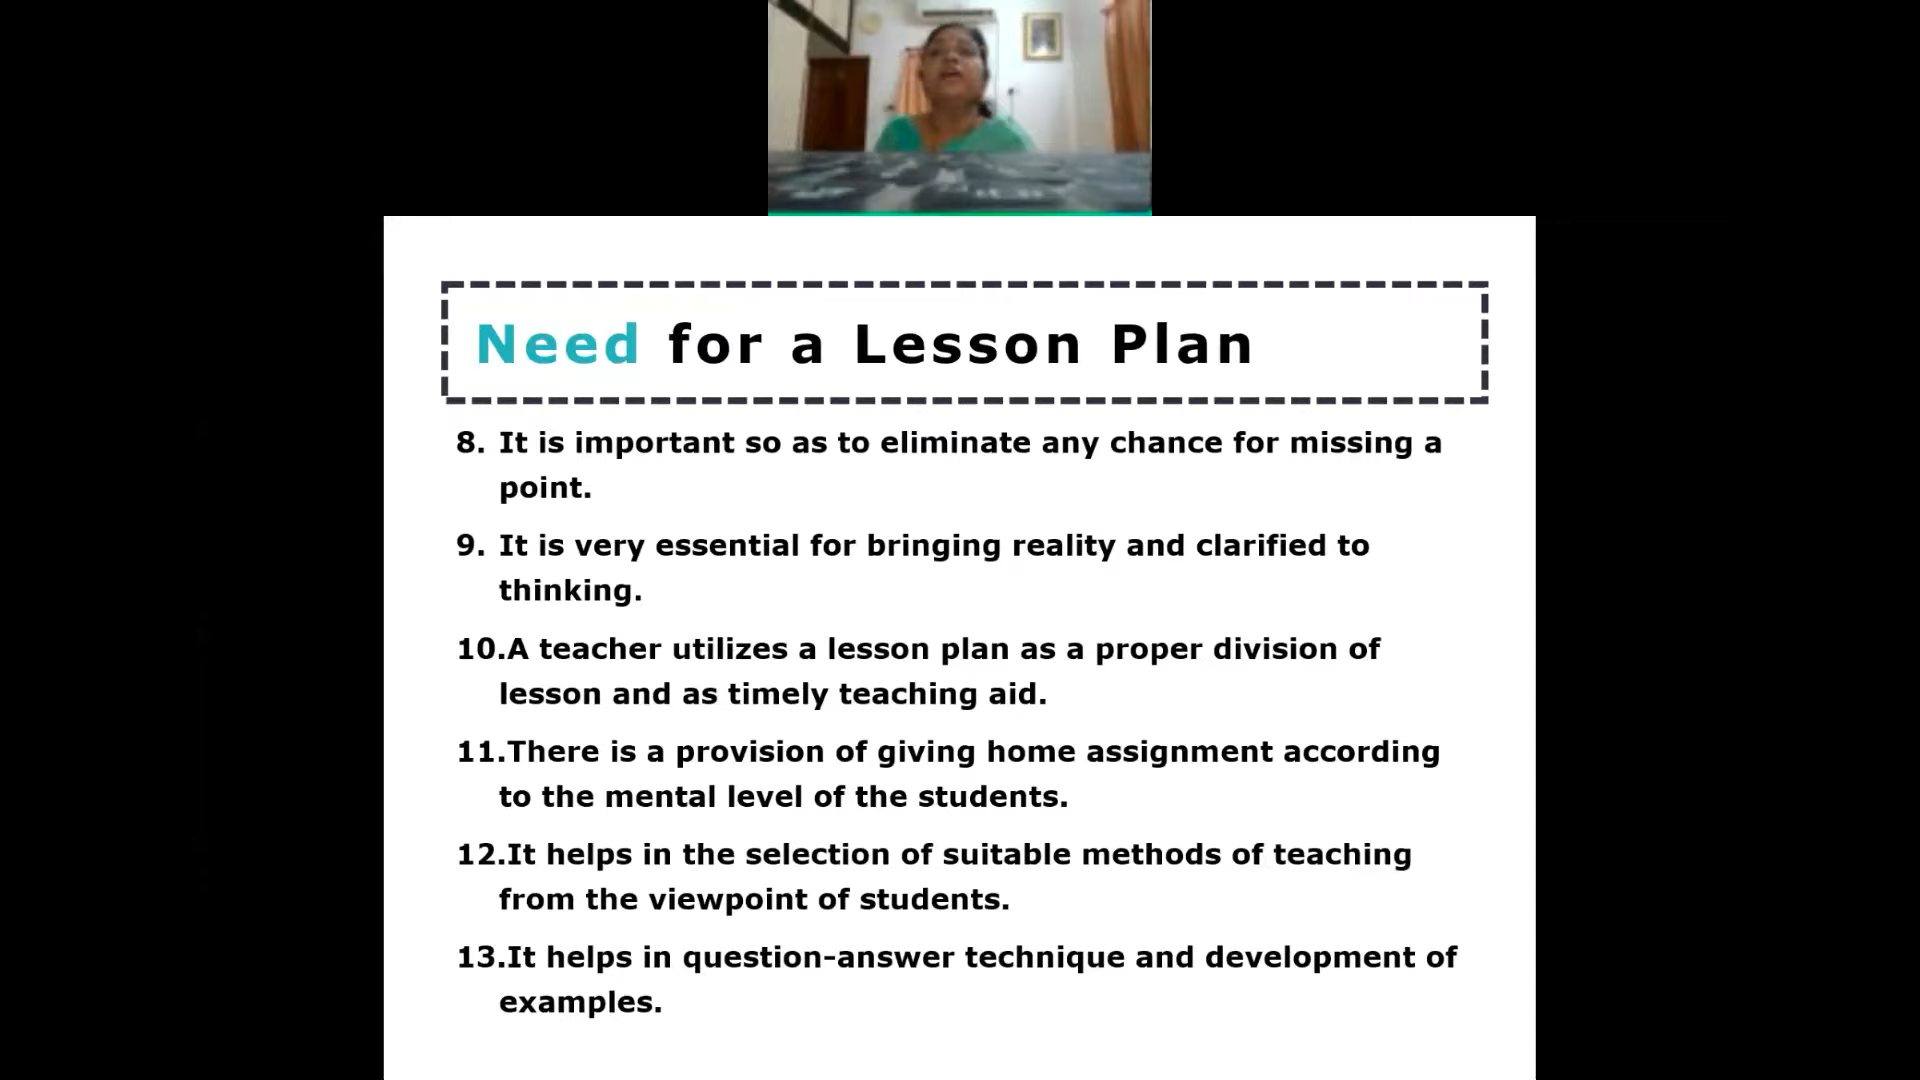 Need for a Lesson Plan
8. It is important so as to eliminate any chance for missing a
point.
9. It is very essential for bringing reality and clarified to
thinking.
10.A teacher utilizes a lesson plan as a proper division of
lesson and as timely teaching aid.
11.There is a provision of giving home assignment according
to the mental level of the students.
12.It helps in the selection of suitable methods of teaching
from the viewpoint of students.
13.It helps in question-answer technique and development of
examples.